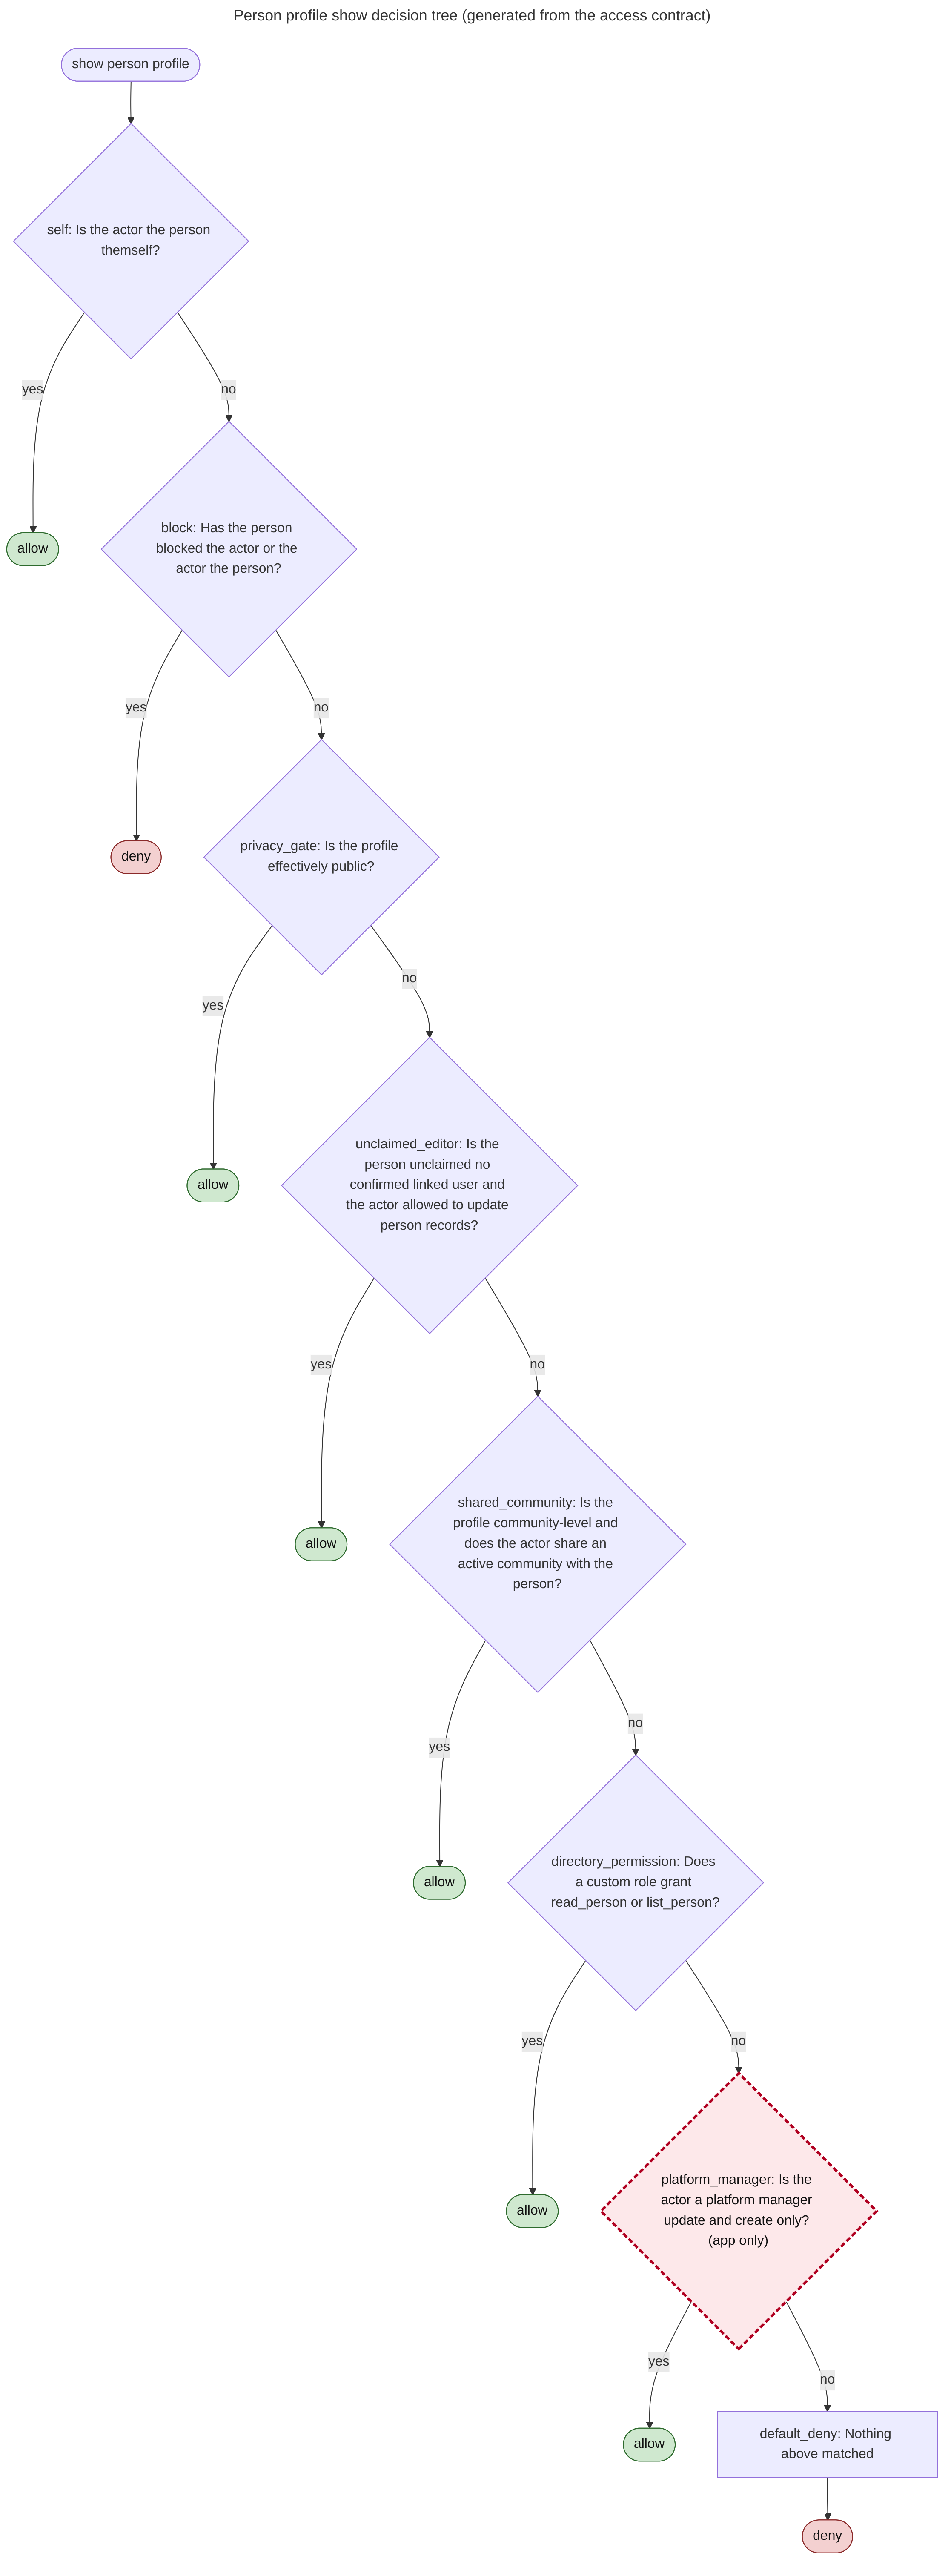 Person profile show decision tree (generated from the access contract)
show person profile
self: Is the actor the person
themself?
yes
no
allow
block: Has the person
blocked the actor or the
actor the person?
yes
no
deny
privacy_gate: Is the profile
effectively public?
yes
no
allow
unclaimed_editor: Is the
person unclaimed no
confirmed linked user and
the actor allowed to update
person records?
yes
no
allow
shared_community: Is the
profile community-level and
does the actor share an
active community with the
person?
yes
no
allow
directory_permission: Does
a custom role grant
read_person or list_person?
yes
no
allow
platform_manager: Is the
actor a platform manager
update and create only?
(app only)
yes
no
allow
default_deny: Nothing
above matched
deny